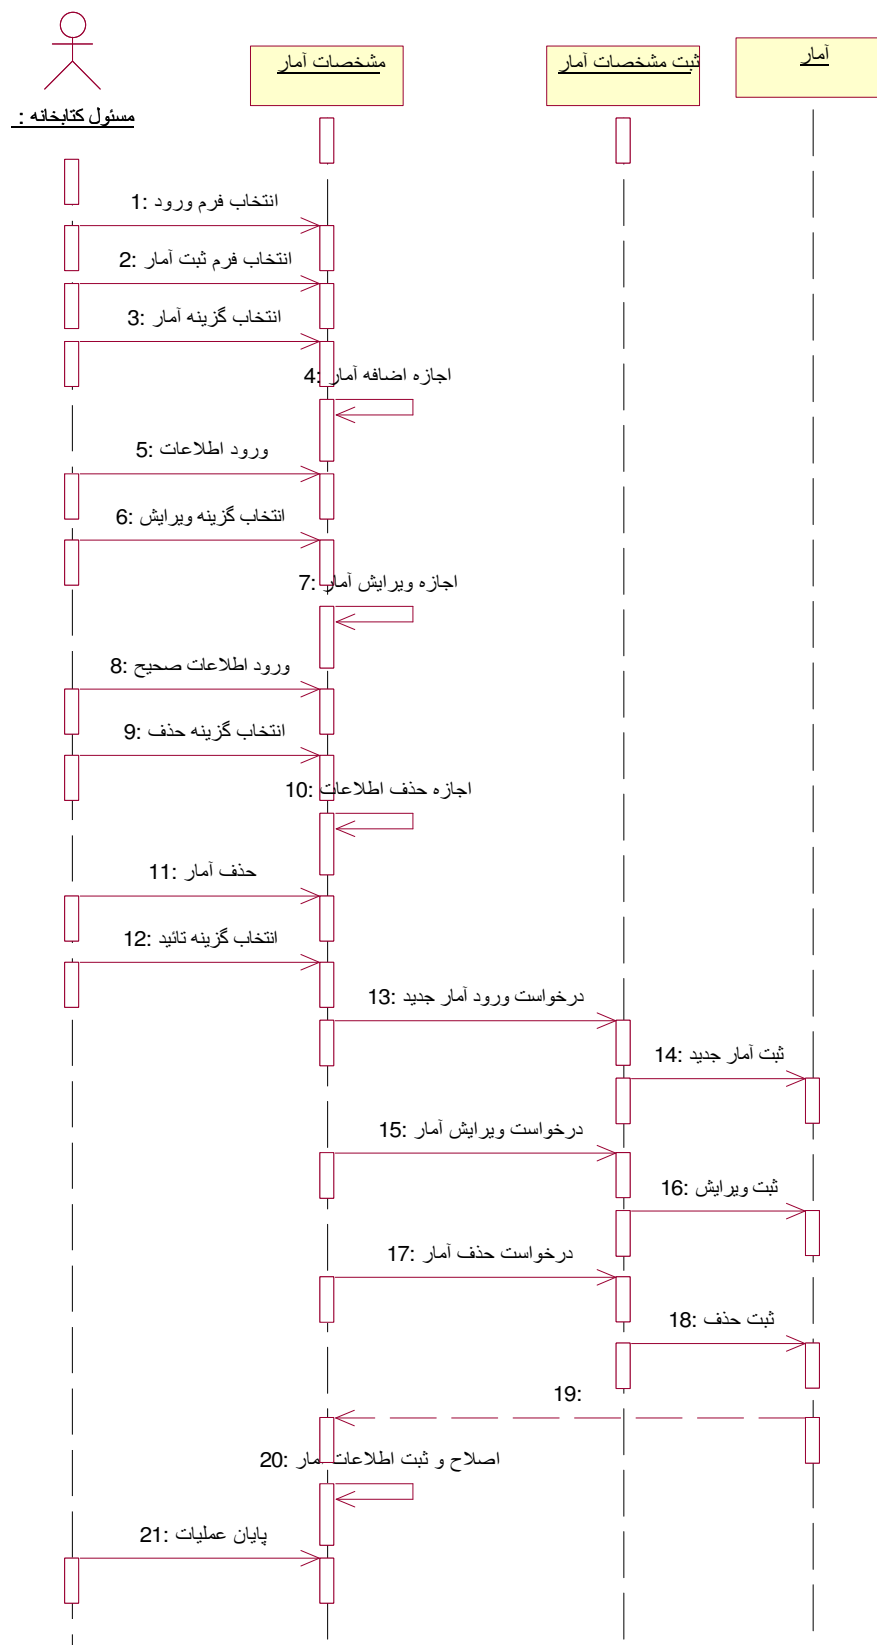 مشخصات آمار
ثبت مشخصات آمار
آمار
مسئول کتابخانه :
1: انتخاب فرم ورود
2: انتخاب فرم ثبت آمار
3: انتخاب گزینه آمار
4: اجازه اضافه آمار
5: ورود اطلاعات
6: انتخاب گزینه ویرایش
7: اجازه ویرایش آمار
8: ورود اطلاعات صحیح
9: انتخاب گزینه حذف
10: اجازه حذف اطلاعات
11: حذف آمار
12: انتخاب گزینه تائید
13: درخواست ورود آمار جدید
14: ثبت آمار جدید
15: درخواست ویرایش آمار
16: ثبت ویرایش
17: درخواست حذف آمار
18: ثبت حذف
19:
20: اصلاح و ثبت اطلاعات آمار
21: پایان عملیات